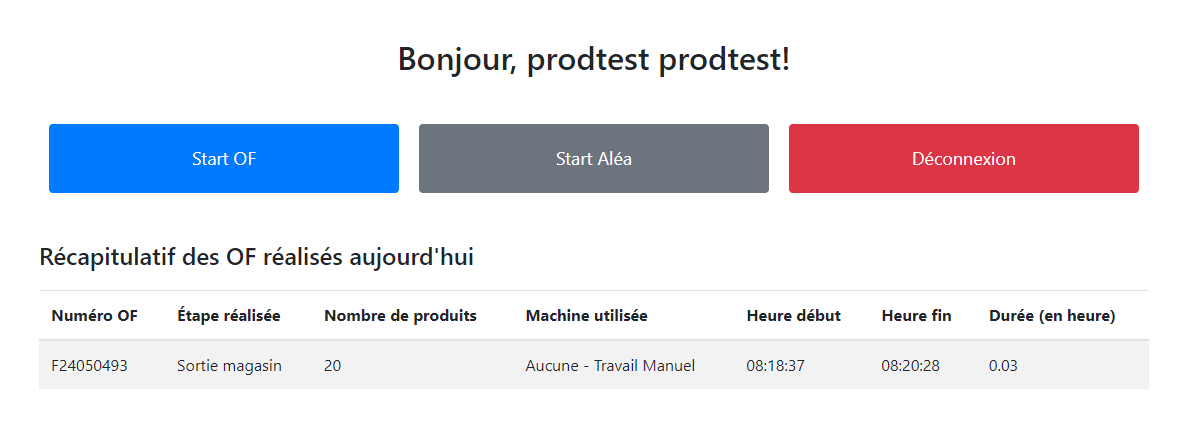 Bonjour, prodtest prodtest!
Start OF Start Aléa Déconnexion
Récapitulatif des OF réalisés aujourd'hui
Numéro OF Étape réalisée Nombre de produits Machine utilisée Heure début Heure fin Durée (en heure)
F24050493 Sortie magasin 20 Aucune - Travail Manuel 08:18:37 08:20:28 0.03